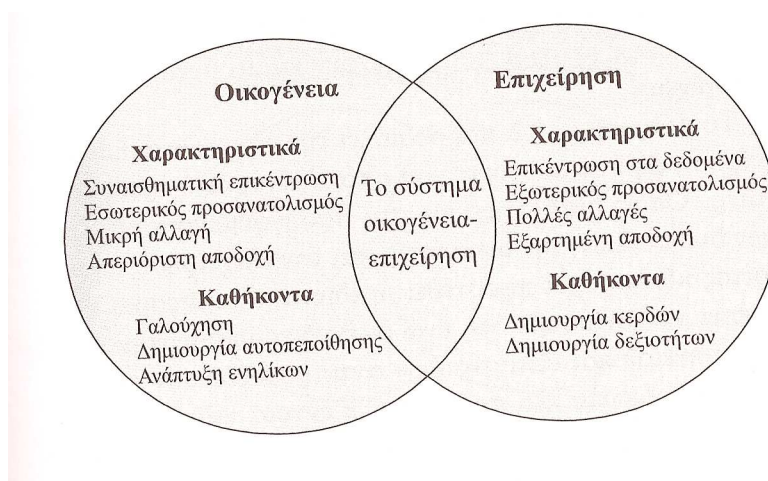 Οικογένεια
Χαρακτηριστικά
Συναισθηματική επικέντρωση
Εσωτερικός προσανατολισμός
Μικρή αλλαγή
Απεριόριστη αποδοχή
Καθήκοντα
Γαλούχηση
Δημιουργία αυτοπεποίθησης
Ανάπτυξη ενηλίκων
Το σύστημα
οικογένεια-
επιχείρηση
Επιχείρηση
Χαρακτηριστικά
Επικέντρωση στα δεδομένα
Εξωτερικός προσανατολισμός
Πολλές αλλαγές
Εξαρτημένη αποδοχή
Καθήκοντα
Δημιουργία κερδών
Δημιουργία δεξιοτήτων